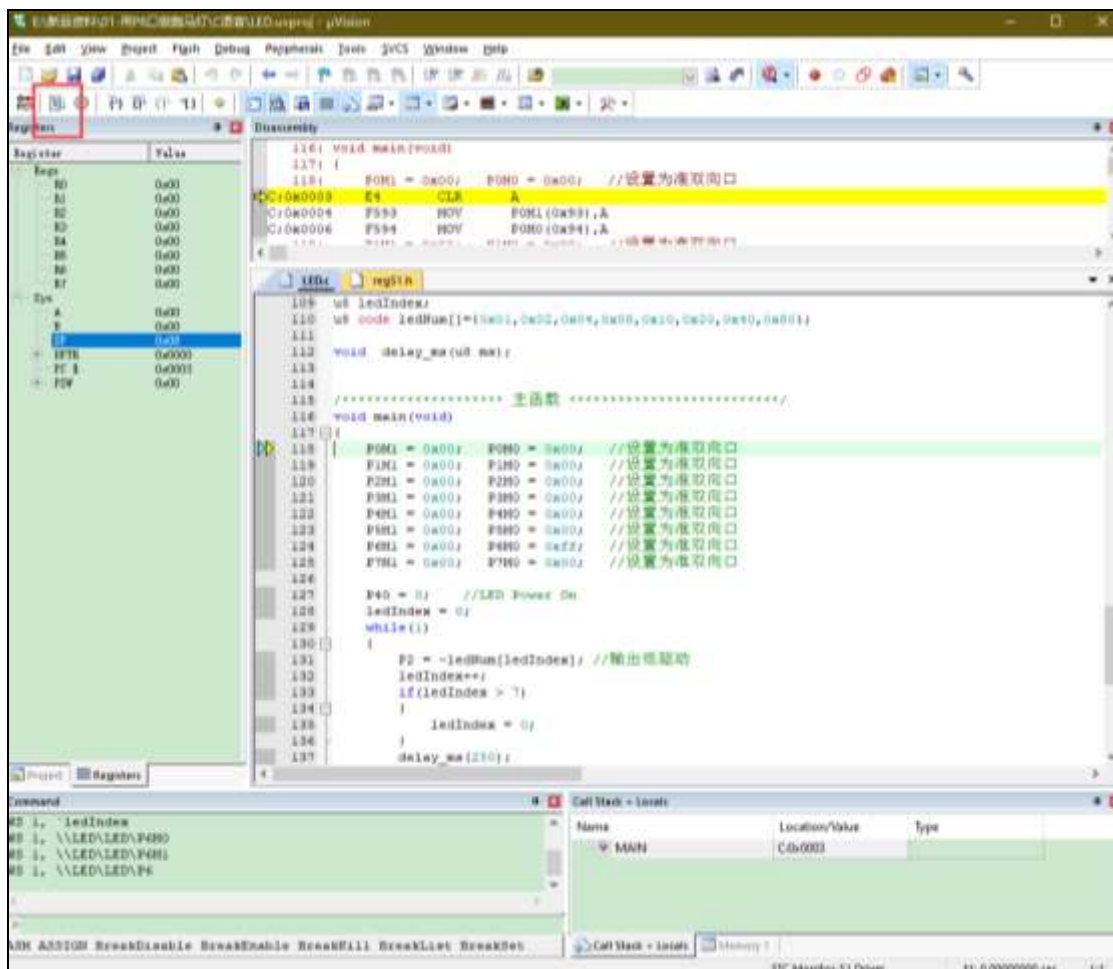 LED.uvproj - µVision
File Edit View Project Flash Debug Peripherals Tools SVCS Window Help
Registers
Register Value
Regs
R0 0x00
R1 0x00
R2 0x00
R3 0x00
R4 0x00
R5 0x00
R6 0x00
R7 0x00
Sys
A 0x00
B 0x00
SP
DPTR 0x0000
PC $ 0x0003
PSW 0x00
Project Registers
Disassembly
116: void main(void)
117: {
118: P0M1 = 0x00; P0M0 = 0x00; //设置为准双向口
C:0x0003 E4 CLR A
C:0x0004 F593 MOV P0M1(0x93),A
C:0x0006 F594 MOV P0M0(0x94),A
LED.c reg51.h
109 u8 ledIndex;
110 u8 code ledNum[]={0x01,0x02,0x04,0x08,0x10,0x20,0x40,0x80};
111
112 void delay_ms(u8 ms);
113
114
115 /******************** 主函数 **************************/
116 void main(void)
117 {
118 P0M1 = 0x00; P0M0 = 0x00; //设置为准双向口
119 P1M1 = 0x00; P1M0 = 0x00; //设置为准双向口
120 P2M1 = 0x00; P2M0 = 0x00; //设置为准双向口
121 P3M1 = 0x00; P3M0 = 0x00; //设置为准双向口
122 P4M1 = 0x00; P4M0 = 0x00; //设置为准双向口
123 P5M1 = 0x00; P5M0 = 0x00; //设置为准双向口
124 P6M1 = 0x00; P6M0 = 0xff; //设置为准双向口
125 P7M1 = 0x00; P7M0 = 0x00; //设置为准双向口
126
127 P40 = 0; //LED Power On
128 ledIndex = 0;
129 while(1)
130 {
131 P2 = ~ledNum[ledIndex]; //输出低驱动
132 ledIndex++;
133 if(ledIndex > 7)
134 {
135 ledIndex = 0;
136 }
137 delay_ms(250);
Command
WS 1, `ledIndex
WS 1, \\LED\LED\P6M0
WS 1, \\LED\LED\P6M1
WS 1, \\LED\LED\P6
>
ASM ASSIGN BreakDisable BreakEnable BreakKill BreakList BreakSet
Call Stack + Locals
Name Location/Value Type
MAIN C:0x0003
Call Stack + Locals Memory 1
STC Monitor-51 Driver t1: 0.00000000 sec